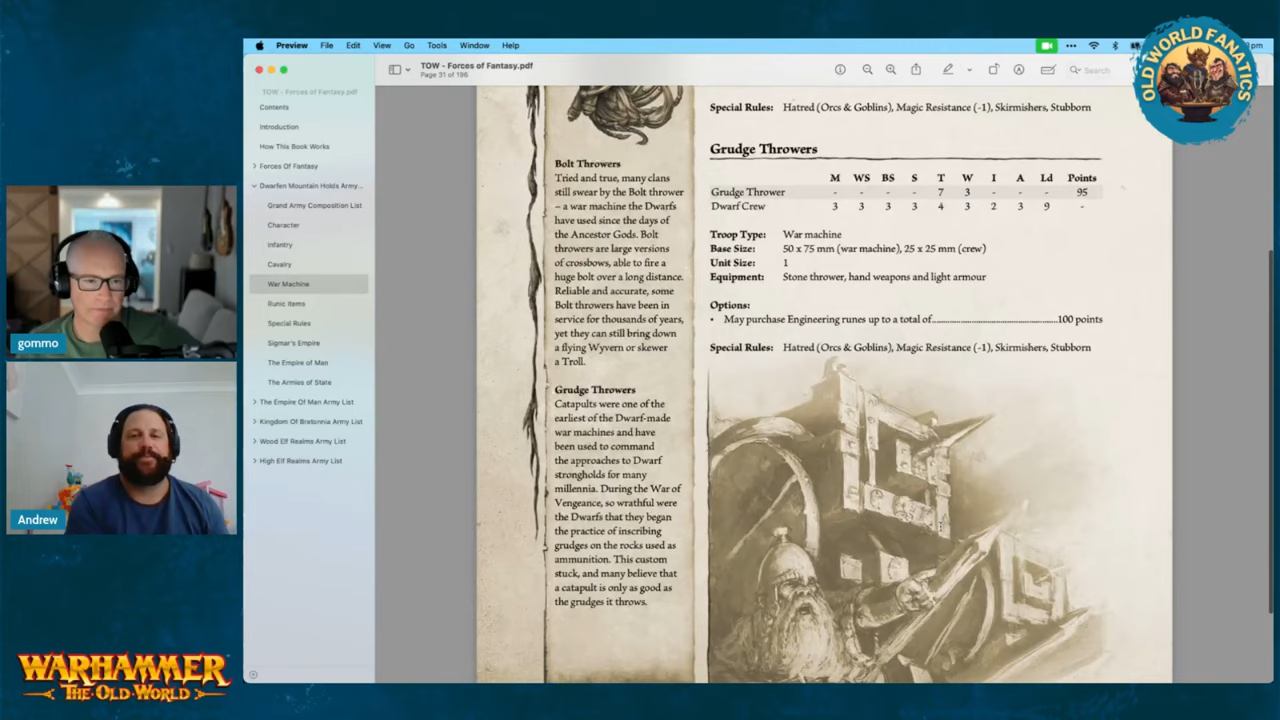 Preview File Edit View Go Tools Window Help
TOW - Forces of Fantasy.pdf
Page 31 of 186
Search
TOW - Forces of Fantasy.pdf
Contents
Introduction
How This Book Works
Forces Of Fantasy
Dwarfen Mountain Holds Army...
Grand Army Composition List
Character
Infantry
Cavalry
War Machine
Runic Items
Special Rules
Sigmar's Empire
The Empire of Man
The Armies of State
The Empire Of Man Army List
Kingdom Of Bretonnia Army List
Wood Elf Realms Army List
High Elf Realms Army List
Bolt Throwers
Tried and true, many clans
still swear by the Bolt thrower
– a war machine the Dwarfs
have used since the days of
the Ancestor Gods. Bolt
throwers are large versions
of crossbows, able to fire a
huge bolt over a long distance.
Reliable and accurate, some
Bolt throwers have been in
service for thousands of years,
yet they can still bring down
a flying Wyvern or skewer
a Troll.
Grudge Throwers
Catapults were one of the
earliest of the Dwarf-made
war machines and have
been used to command
the approaches to Dwarf
strongholds for many
millennia. During the War of
Vengeance, so wrathful were
the Dwarfs that they began
the practice of inscribing
grudges on the rocks used as
ammunition. This custom
stuck, and many believe that
a catapult is only as good as
the grudges it throws.
Special Rules: Hatred (Orcs & Goblins), Magic Resistance (-1), Skirmishers, Stubborn
Grudge Throwers
M WS BS S T W I A Ld Points
Grudge Thrower - - - - 7 3 - - - 95
Dwarf Crew 3 3 3 3 4 3 2 3 9 -
Troop Type: War machine
Base Size: 50 x 75 mm (war machine), 25 x 25 mm (crew)
Unit Size: 1
Equipment: Stone thrower, hand weapons and light armour
Options:
• May purchase Engineering runes up to a total of..........100 points
Special Rules: Hatred (Orcs & Goblins), Magic Resistance (-1), Skirmishers, Stubborn
OLD WORLD FANATICS
gommo
Andrew
WARHAMMER
THE OLD WORLD